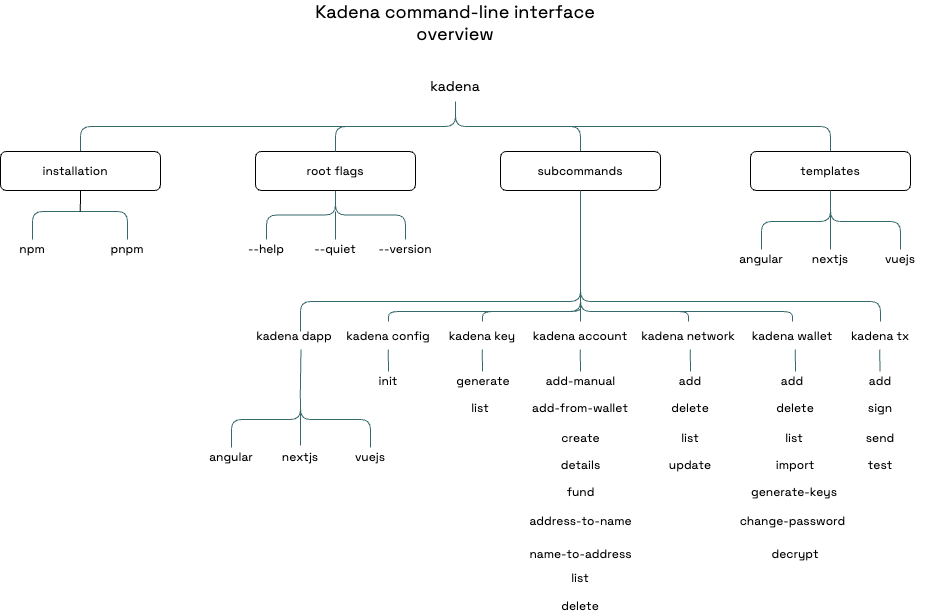 Kadena command-line interface
overview
kadena
installation root flags subcommands templates
npm pnpm --help --quiet --version angular nextjs vuejs
kadena dapp kadena config kadena key kadena account kadena network kadena wallet kadena tx
init generate add-manual add add add
list add-from-wallet delete delete sign
create list list send
angular nextjs vuejs details update import test
fund generate-keys
address-to-name change-password
name-to-address decrypt
list
delete